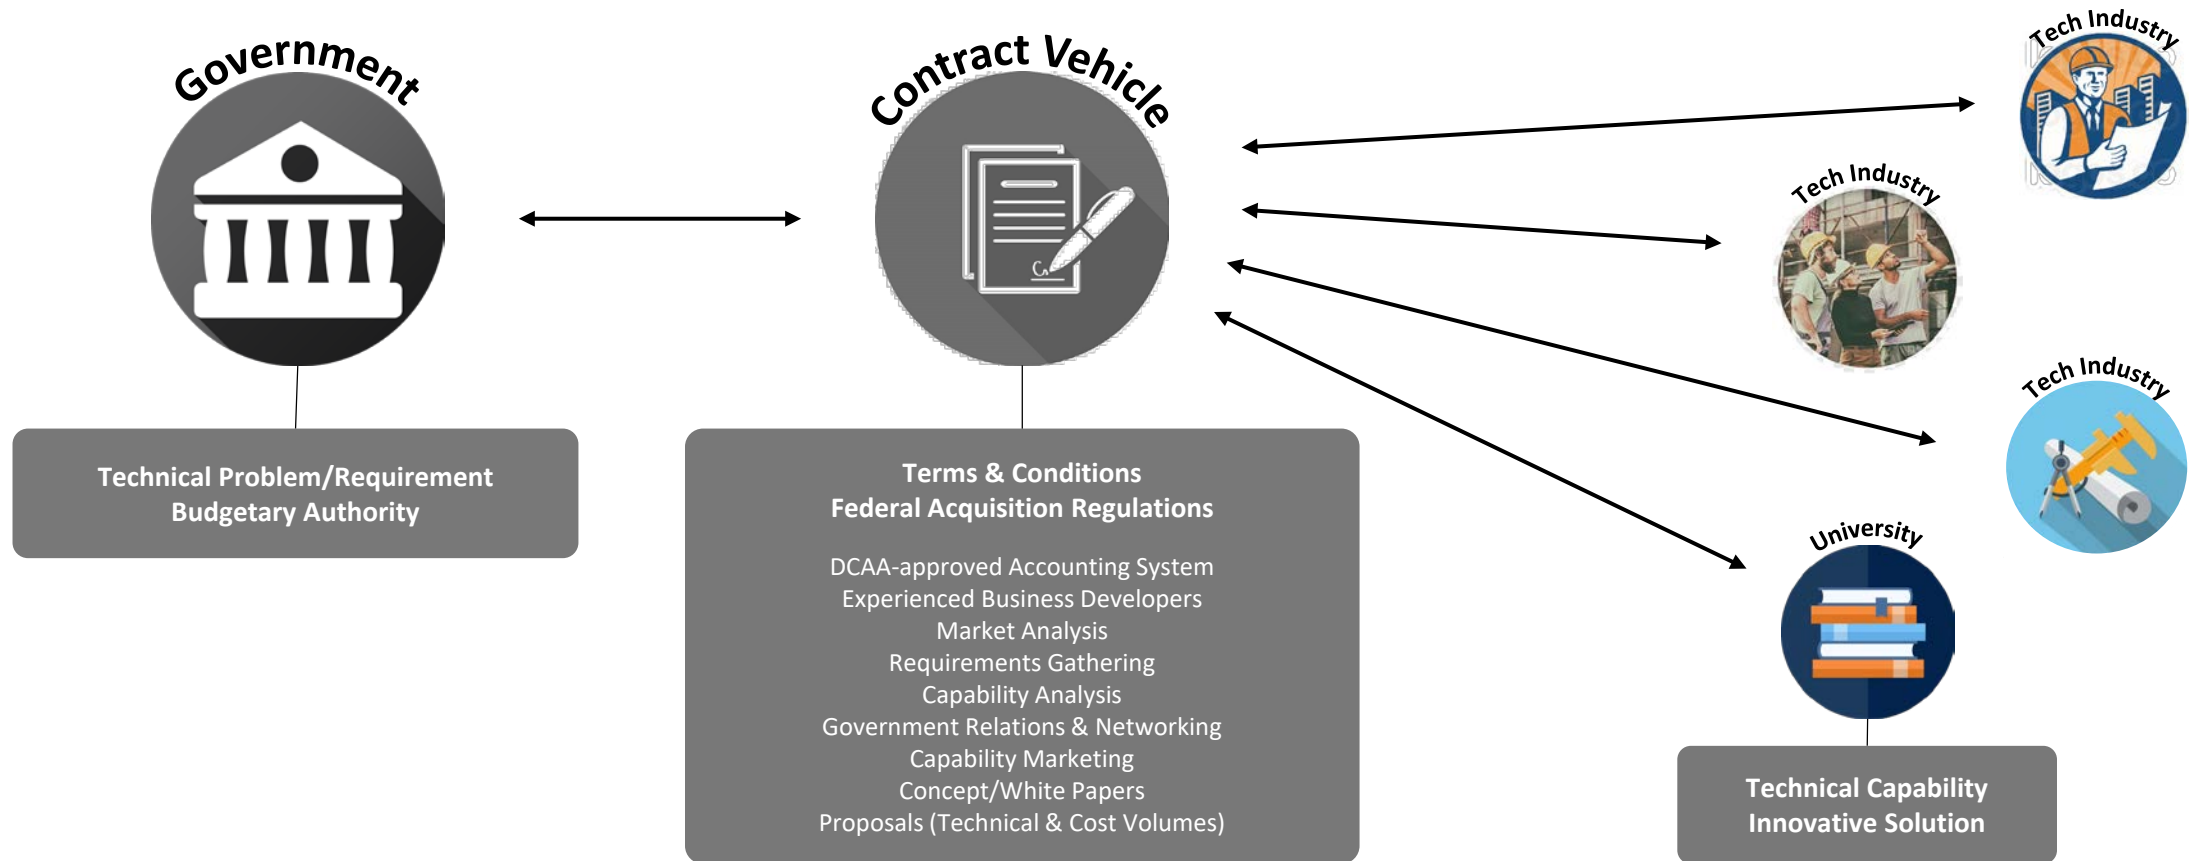 Government
Contract Vehicle
Tech Industry
Tech Industry
Tech Industry
University
Technical Problem/Requirement
Budgetary Authority
Terms & Conditions
Federal Acquisition Regulations
DCAA-approved Accounting System
Experienced Business Developers
Market Analysis
Requirements Gathering
Capability Analysis
Government Relations & Networking
Capability Marketing
Concept/White Papers
Proposals (Technical & Cost Volumes)
Technical Capability
Innovative Solution